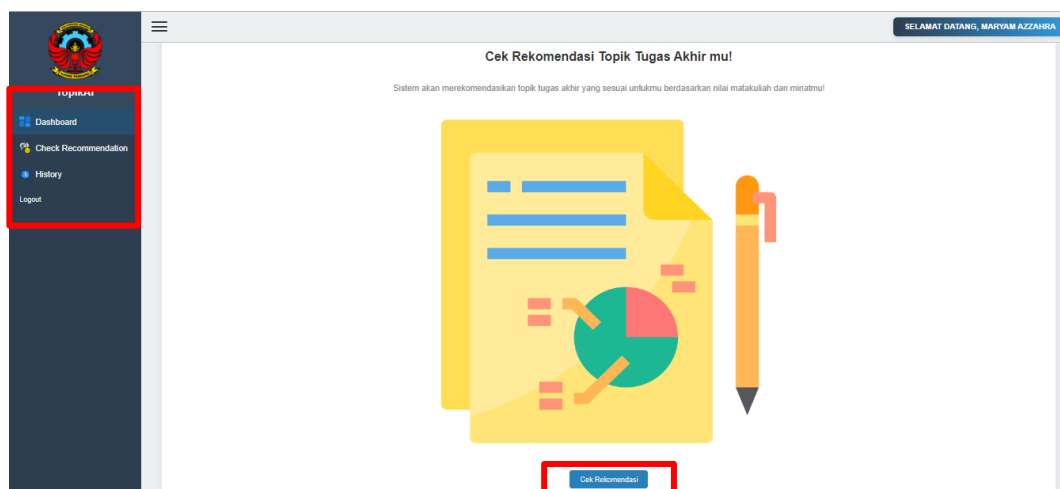 SELAMAT DATANG, MARYAM AZZAHRA
TopikAI
Dashboard
Check Recommendation
History
Logout
Cek Rekomendasi Topik Tugas Akhir mu!
Sistem akan merekomendasikan topik tugas akhir yang sesuai untukmu berdasarkan nilai matakuliah dan minatmu!
Cek Rekomendasi